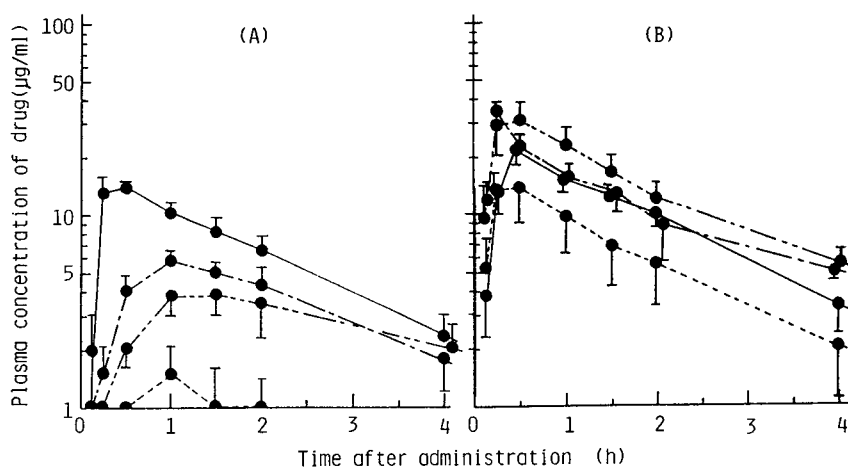 (A)
(B)
Plasma concentration of drug(μg/ml)
100
50
10
5
1
0 1 2 3 4
0 1 2 3 4
Time after administration (h)